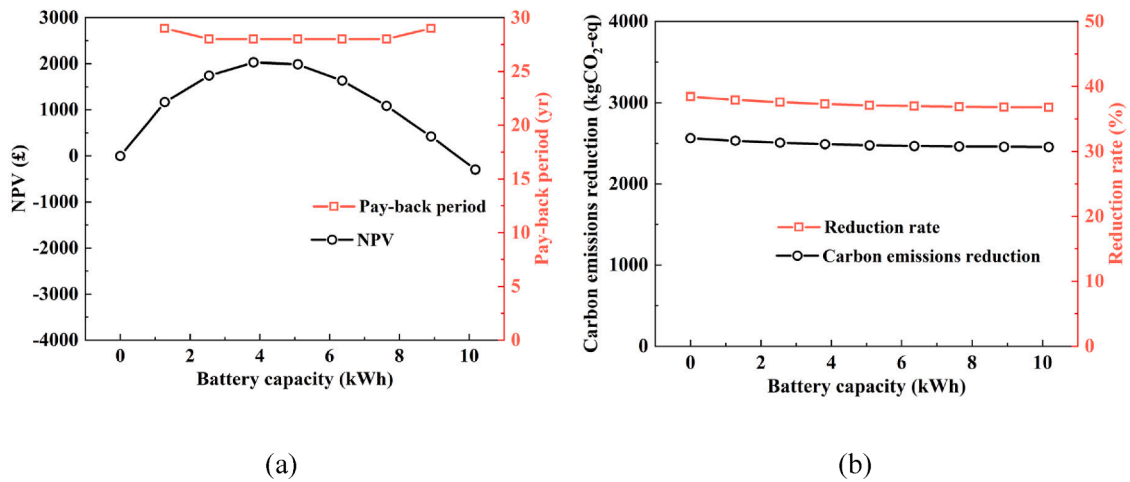 3000
2000
1000
0
-1000
-2000
-3000
-4000
NPV (£)
30
25
20
15
10
5
0
Pay-back period (yr)
Pay-back period
NPV
0 2 4 6 8 10
Battery capacity (kWh)
(a)
4000
3000
2000
1000
0
Carbon emissions reduction (kgCO₂-eq)
50
40
30
20
10
0
Reduction rate (%)
Reduction rate
Carbon emissions reduction
0 2 4 6 8 10
Battery capacity (kWh)
(b)